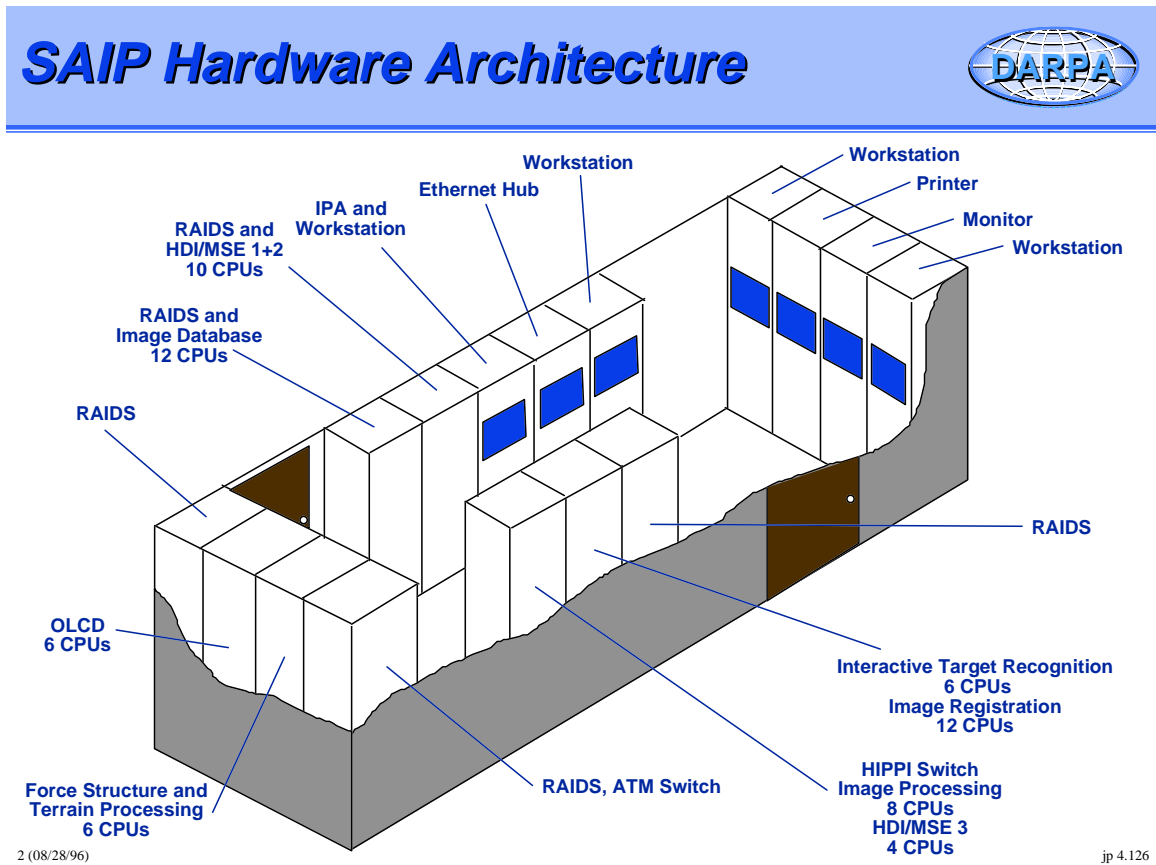 SAIP Hardware Architecture
DARPA
Workstation
Ethernet Hub
IPA and
Workstation
RAIDS and
HDI/MSE 1+2
10 CPUs
RAIDS and
Image Database
12 CPUs
RAIDS
Workstation
Printer
Monitor
Workstation
RAIDS
OLCD
6 CPUs
Interactive Target Recognition
6 CPUs
Image Registration
12 CPUs
Force Structure and
Terrain Processing
6 CPUs
RAIDS, ATM Switch
HIPPI Switch
Image Processing
8 CPUs
HDI/MSE 3
4 CPUs
2 (08/28/96)
jp 4.126